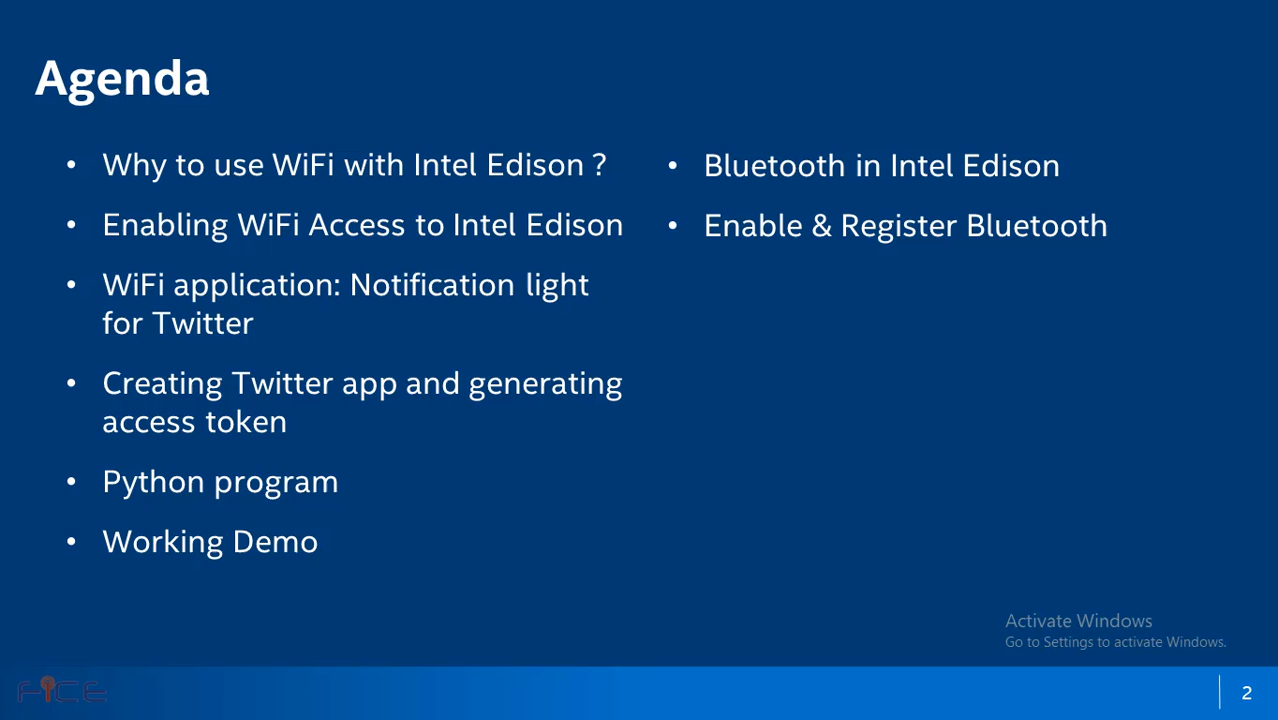 Agenda
• Why to use WiFi with Intel Edison ?
• Enabling WiFi Access to Intel Edison
• WiFi application: Notification light
for Twitter
• Creating Twitter app and generating
access token
• Python program
• Working Demo
• Bluetooth in Intel Edison
• Enable & Register Bluetooth
Activate Windows
Go to Settings to activate Windows.
FICE
2